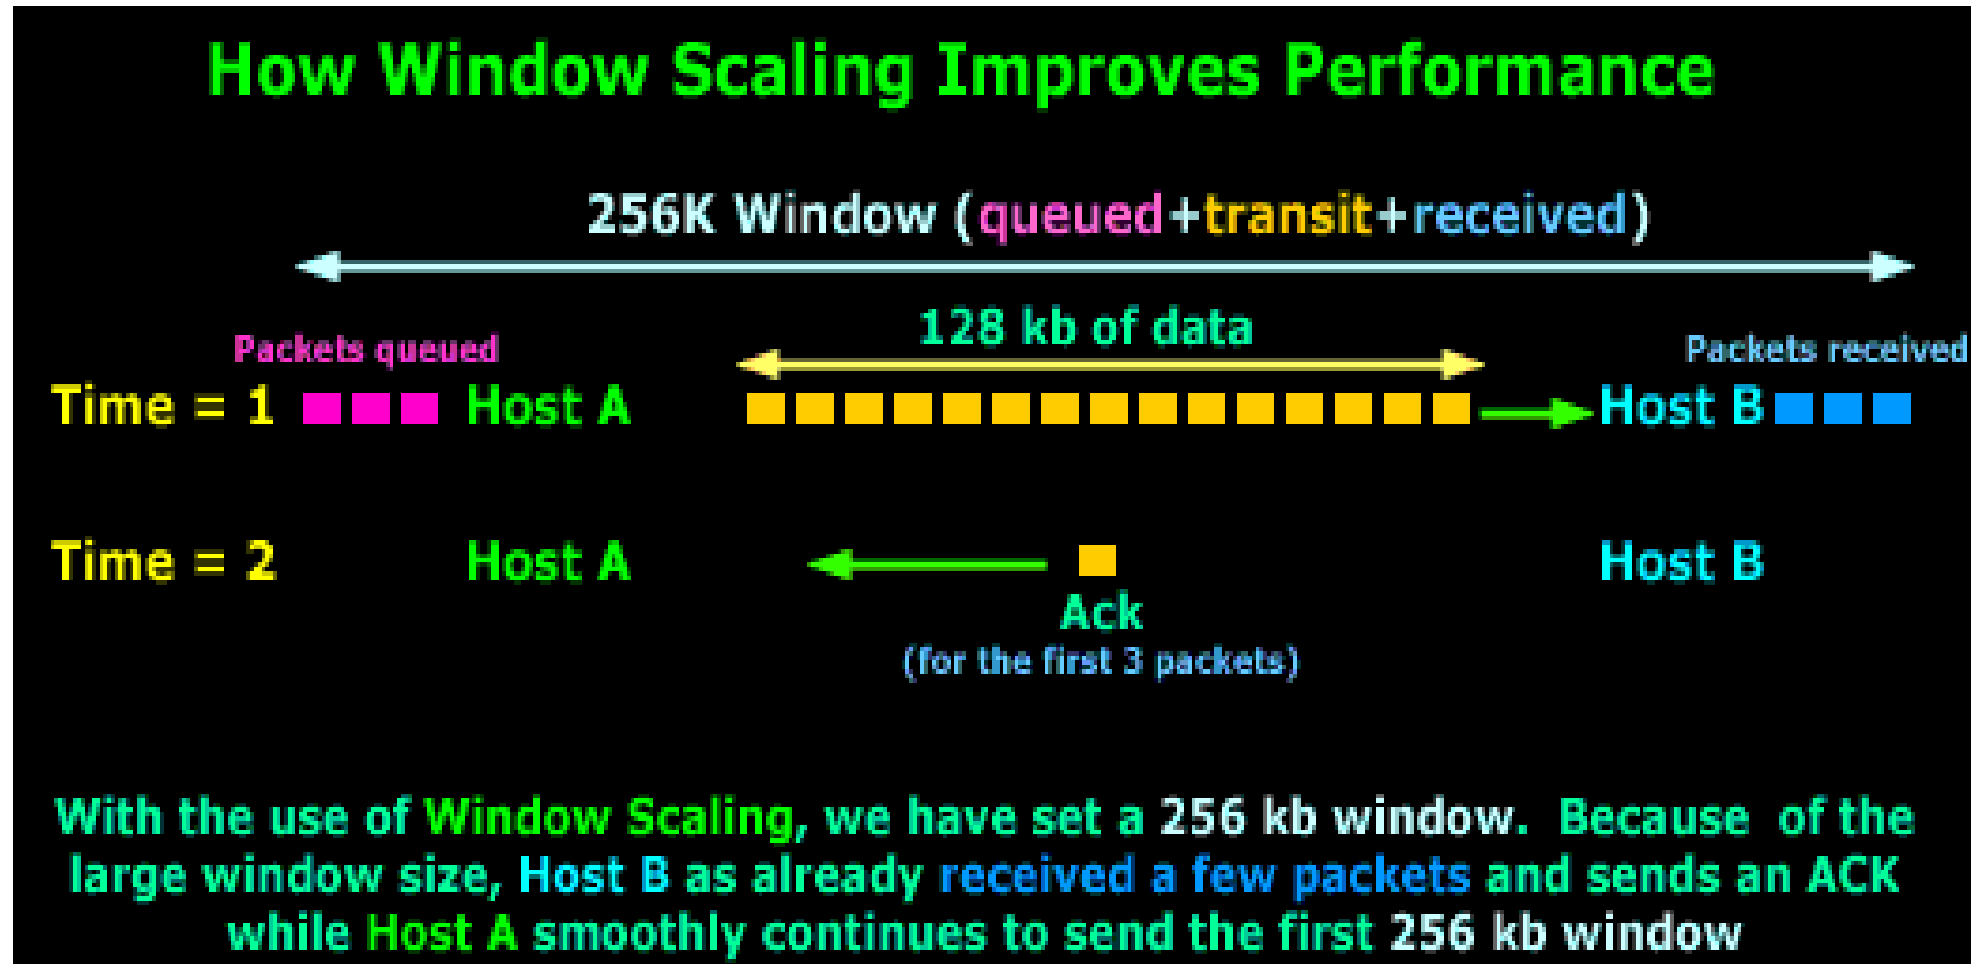 How Window Scaling Improves Performance
256K Window (queued+transit+received)
128 kb of data
Packets queued
Packets received
Time = 1
Host A
Host B
Time = 2
Host A
Host B
Ack
(for the first 3 packets)
With the use of Window Scaling, we have set a 256 kb window. Because of the
large window size, Host B as already received a few packets and sends an ACK
while Host A smoothly continues to send the first 256 kb window